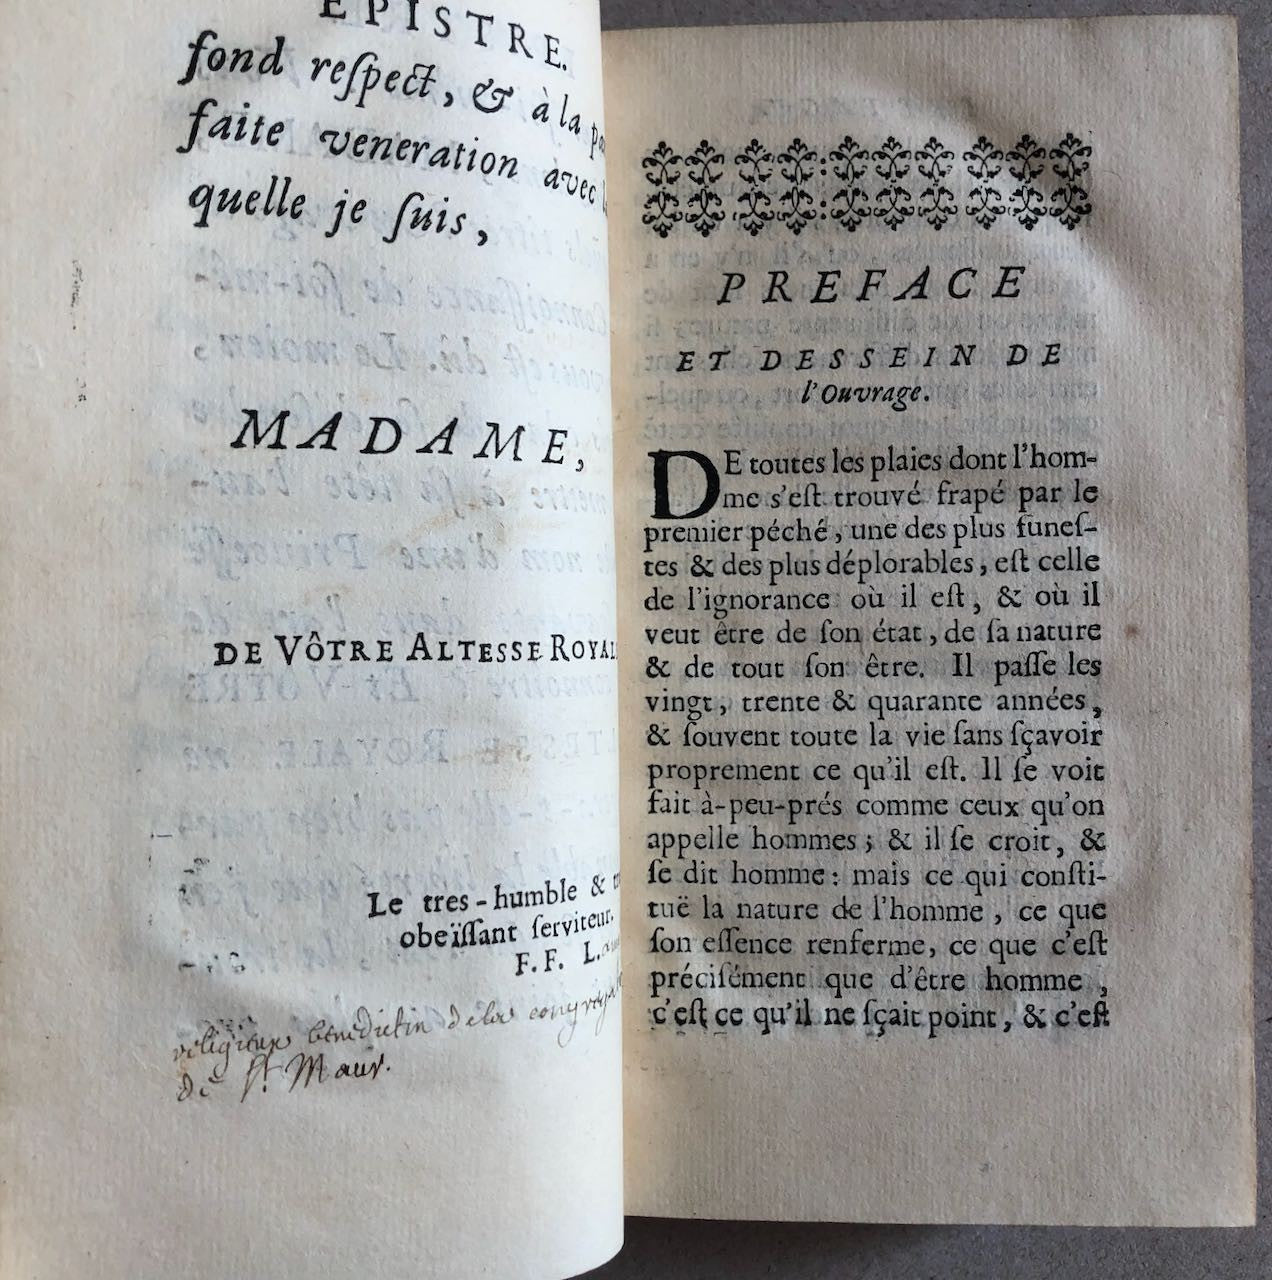 EPISTRE.
fond reſpect, & à la
faite veneration avec
quelle je ſuis,
MADAME,
DE VÔTRE ALTESSE ROYALE
Le tres-humble &
obeïſſant ſerviteur.
F. F. L.
religieux benedictin de la congrega
de St Maur.
PREFACE
ET DESSEIN DE
l'Ouvrage.
DE toutes les plaies dont l'hom-
me s'eſt trouvé frapé par le
premier péché, une des plus funeſ-
tes & des plus déplorables, eſt celle
de l'ignorance où il eſt, & où il
veut être de ſon état, de ſa nature
& de tout ſon être. Il paſſe les
vingt, trente & quarante années,
& ſouvent toute la vie ſans ſçavoir
proprement ce qu'il eſt. Il ſe voit
fait à-peu-prés comme ceux qu'on
appelle hommes; & il ſe croit, &
ſe dit homme: mais ce qui conſti-
tuë la nature de l'homme, ce que
ſon eſſence renferme, ce que c'eſt
préciſément que d'être homme,
c'eſt ce qu'il ne ſçait point, & c'eſt